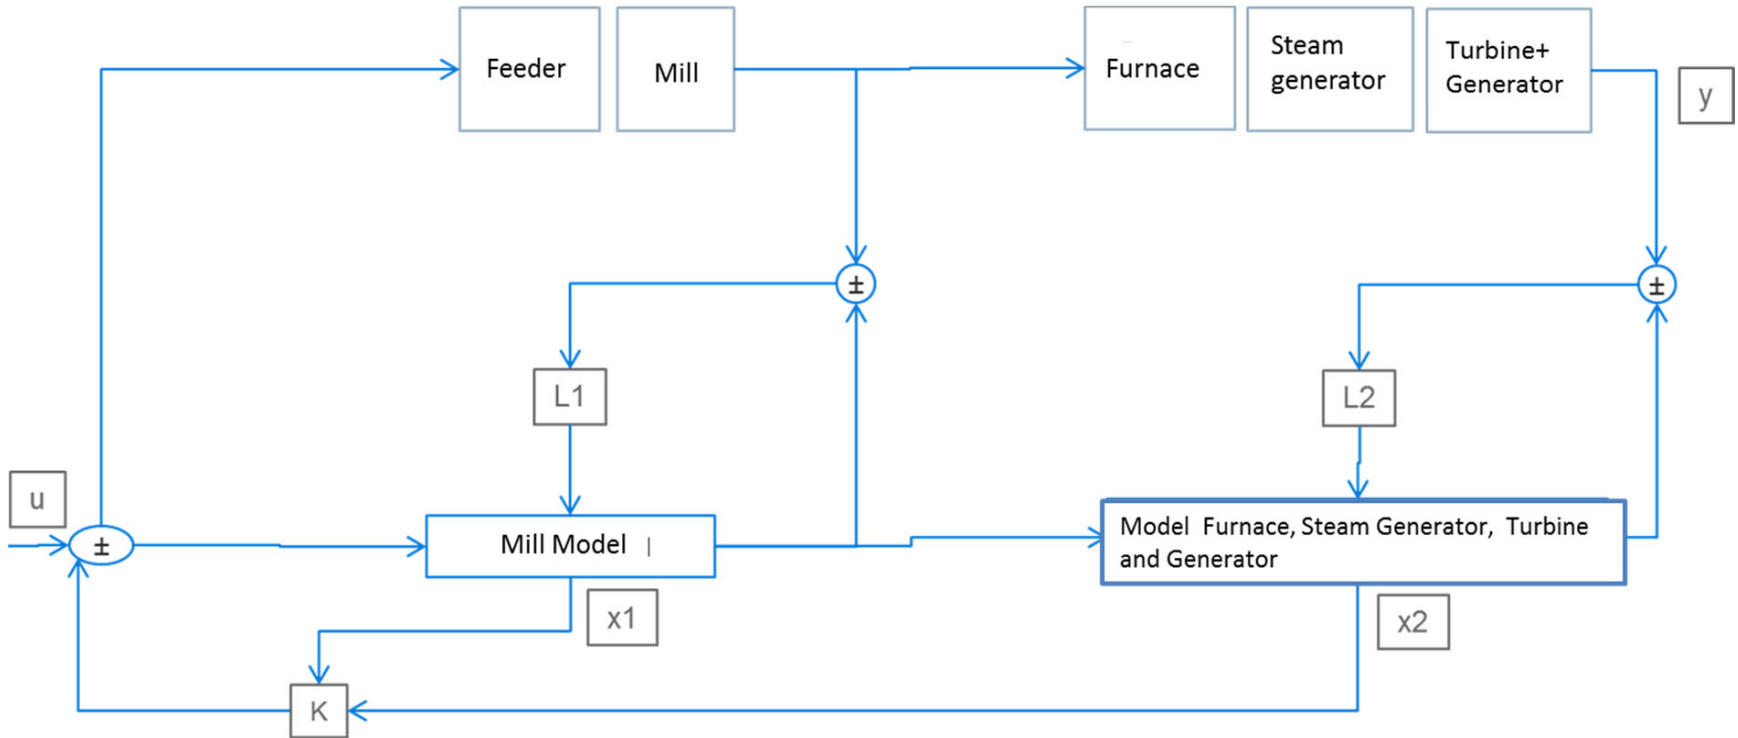 Feeder
Mill
Furnace
Steam
generator
Turbine+
Generator
y
±
±
L1
L2
u
±
Mill Model |
Model Furnace, Steam Generator, Turbine
and Generator
x1
x2
K